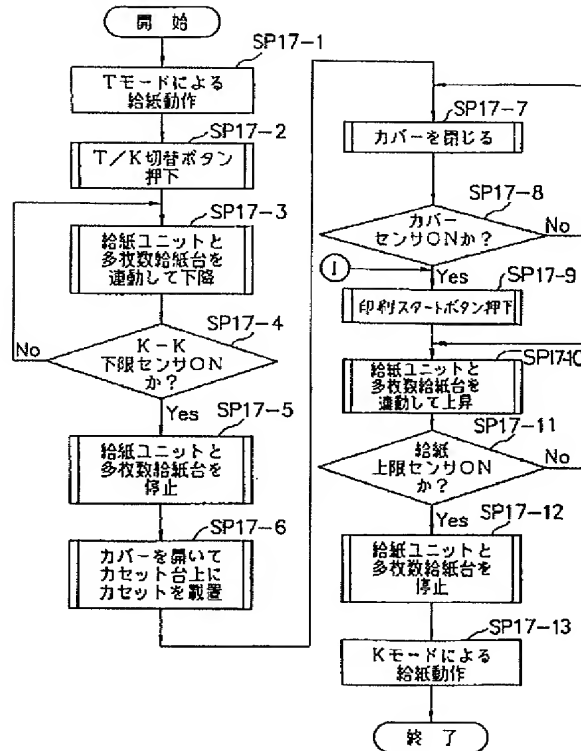 開始
SP17-1
Tモードによる
給紙動作
SP17-2
T/K切替ボタン
押下
SP17-3
給紙ユニットと
多枚数給紙台を
連動して下降
SP17-4
No
K-K
下限センサON
か?
Yes
SP17-5
給紙ユニットと
多枚数給紙台を
停止
SP17-6
カバーを開いて
カセット台上に
カセットを載置
SP17-7
カバーを閉じる
SP17-8
カバー
センサONか?
No
I
Yes
SP17-9
印刷スタートボタン押下
SP17-10
給紙ユニットと
多枚数給紙台を
連動して上昇
SP17-11
給紙
上限センサON
か?
No
Yes
SP17-12
給紙ユニットと
多枚数給紙台を
停止
SP17-13
Kモードによる
給紙動作
終了